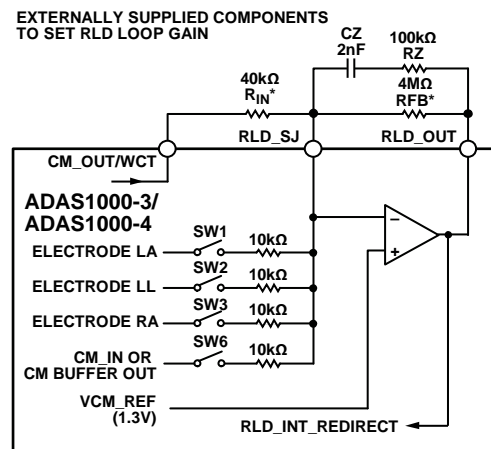 EXTERNALLY SUPPLIED COMPONENTS
TO SET RLD LOOP GAIN
CZ
2nF
100kΩ
RZ
40kΩ
RIN*
4MΩ
RFB*
CM_OUT/WCT
RLD_SJ
RLD_OUT
ADAS1000-3/
ADAS1000-4
ELECTRODE LA
SW1
10kΩ
ELECTRODE LL
SW2
10kΩ
ELECTRODE RA
SW3
10kΩ
CM_IN OR
CM BUFFER OUT
SW6
10kΩ
VCM_REF
(1.3V)
–
+
RLD_INT_REDIRECT